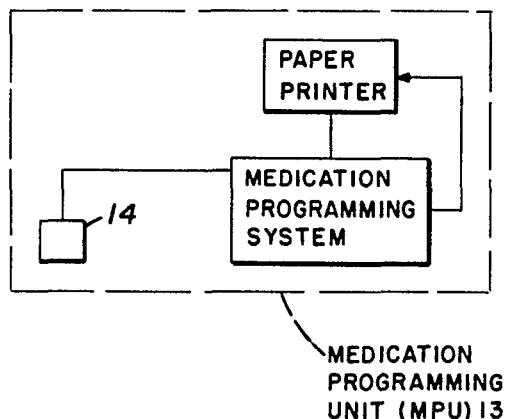 PAPER
PRINTER
MEDICATION
PROGRAMMING
SYSTEM
14
MEDICATION
PROGRAMMING
UNIT (MPU) 13